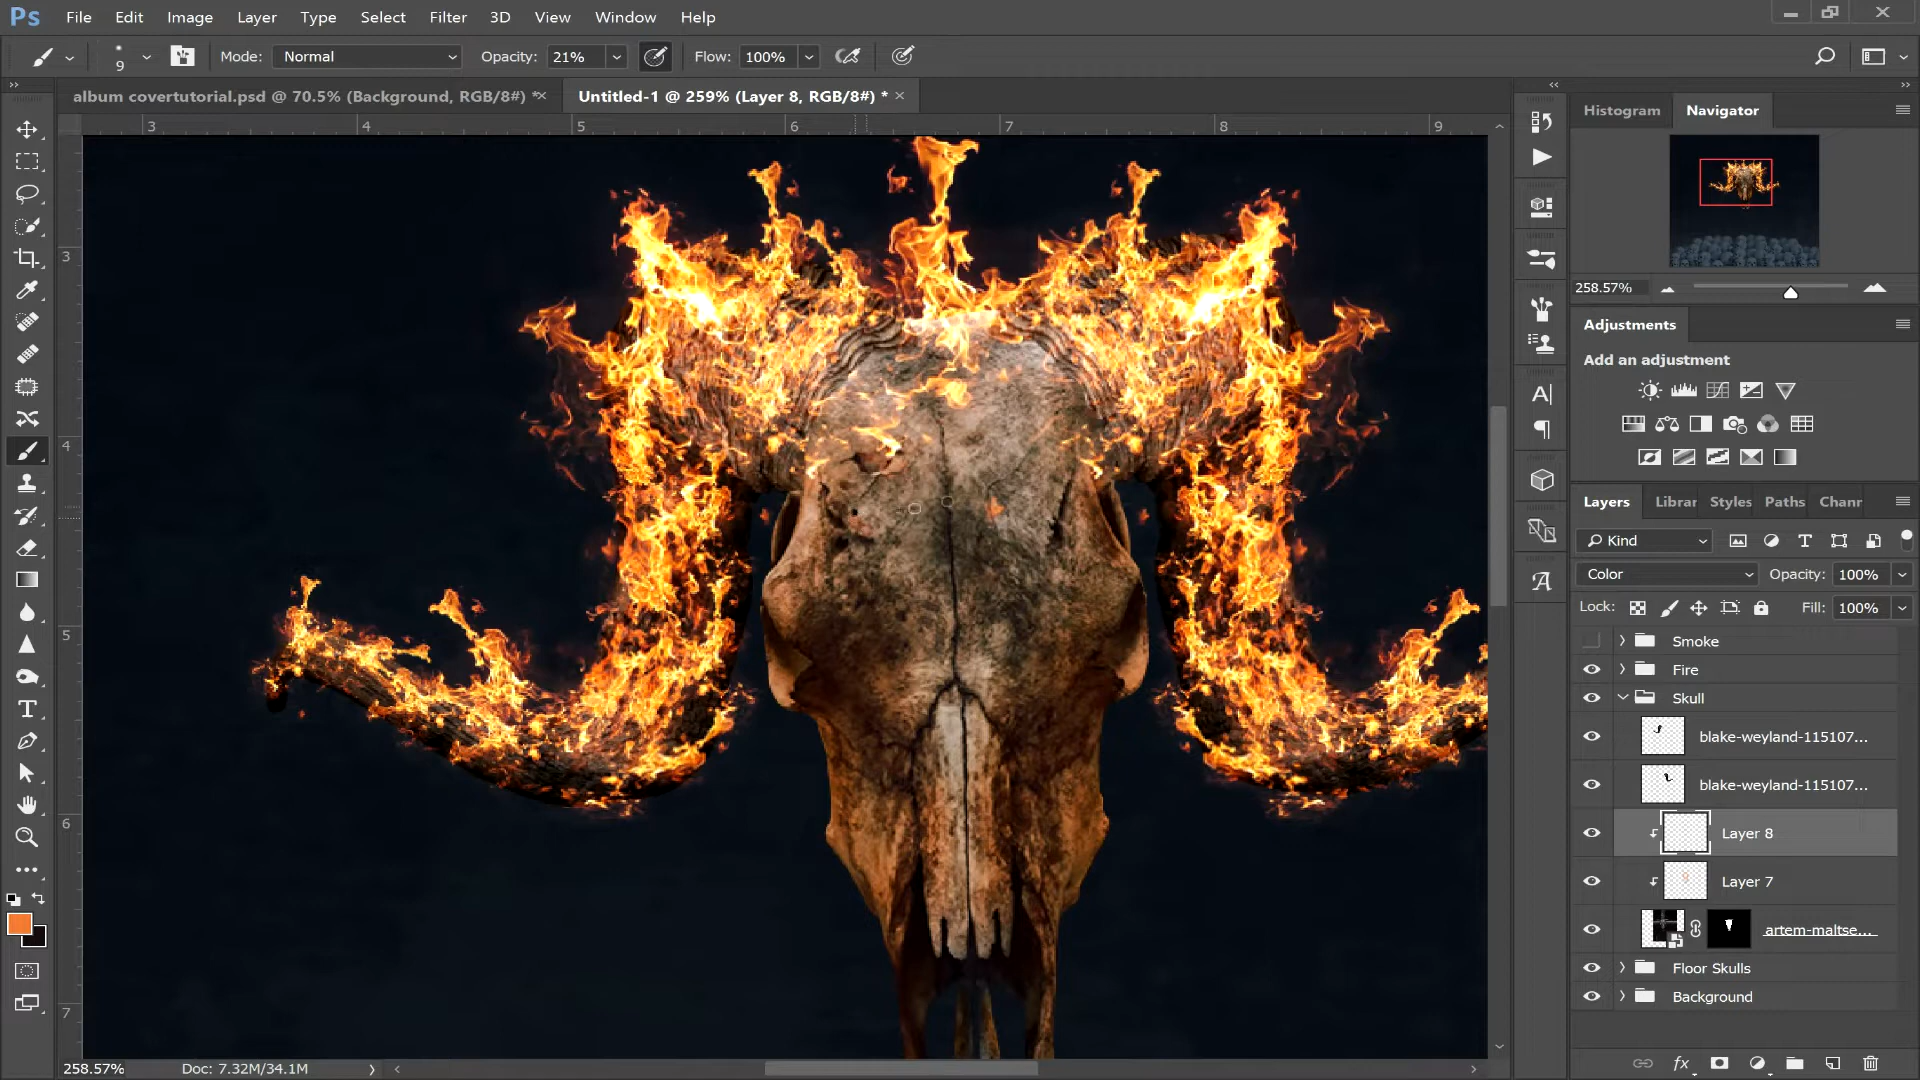 Ps File Edit Image Layer Type Select Filter 3D View Window Help
9 Mode: Normal Opacity: 21% Flow: 100%
album covertutorial.psd @ 70.5% (Background, RGB/8#) * Untitled-1 @ 259% (Layer 8, RGB/8#) *
3 4 5 6 7 8 9
3
4
5
6
7
Histogram Navigator
258.57%
Adjustments
Add an adjustment
Layers Librar Styles Paths Chann
Kind
Color Opacity: 100%
Lock: Fill: 100%
Smoke
Fire
Skull
blake-weyland-115107...
blake-weyland-115107...
Layer 8
Layer 7
artem-maltse...
Floor Skulls
Background
fx
258.57% Doc: 7.32M/34.1M